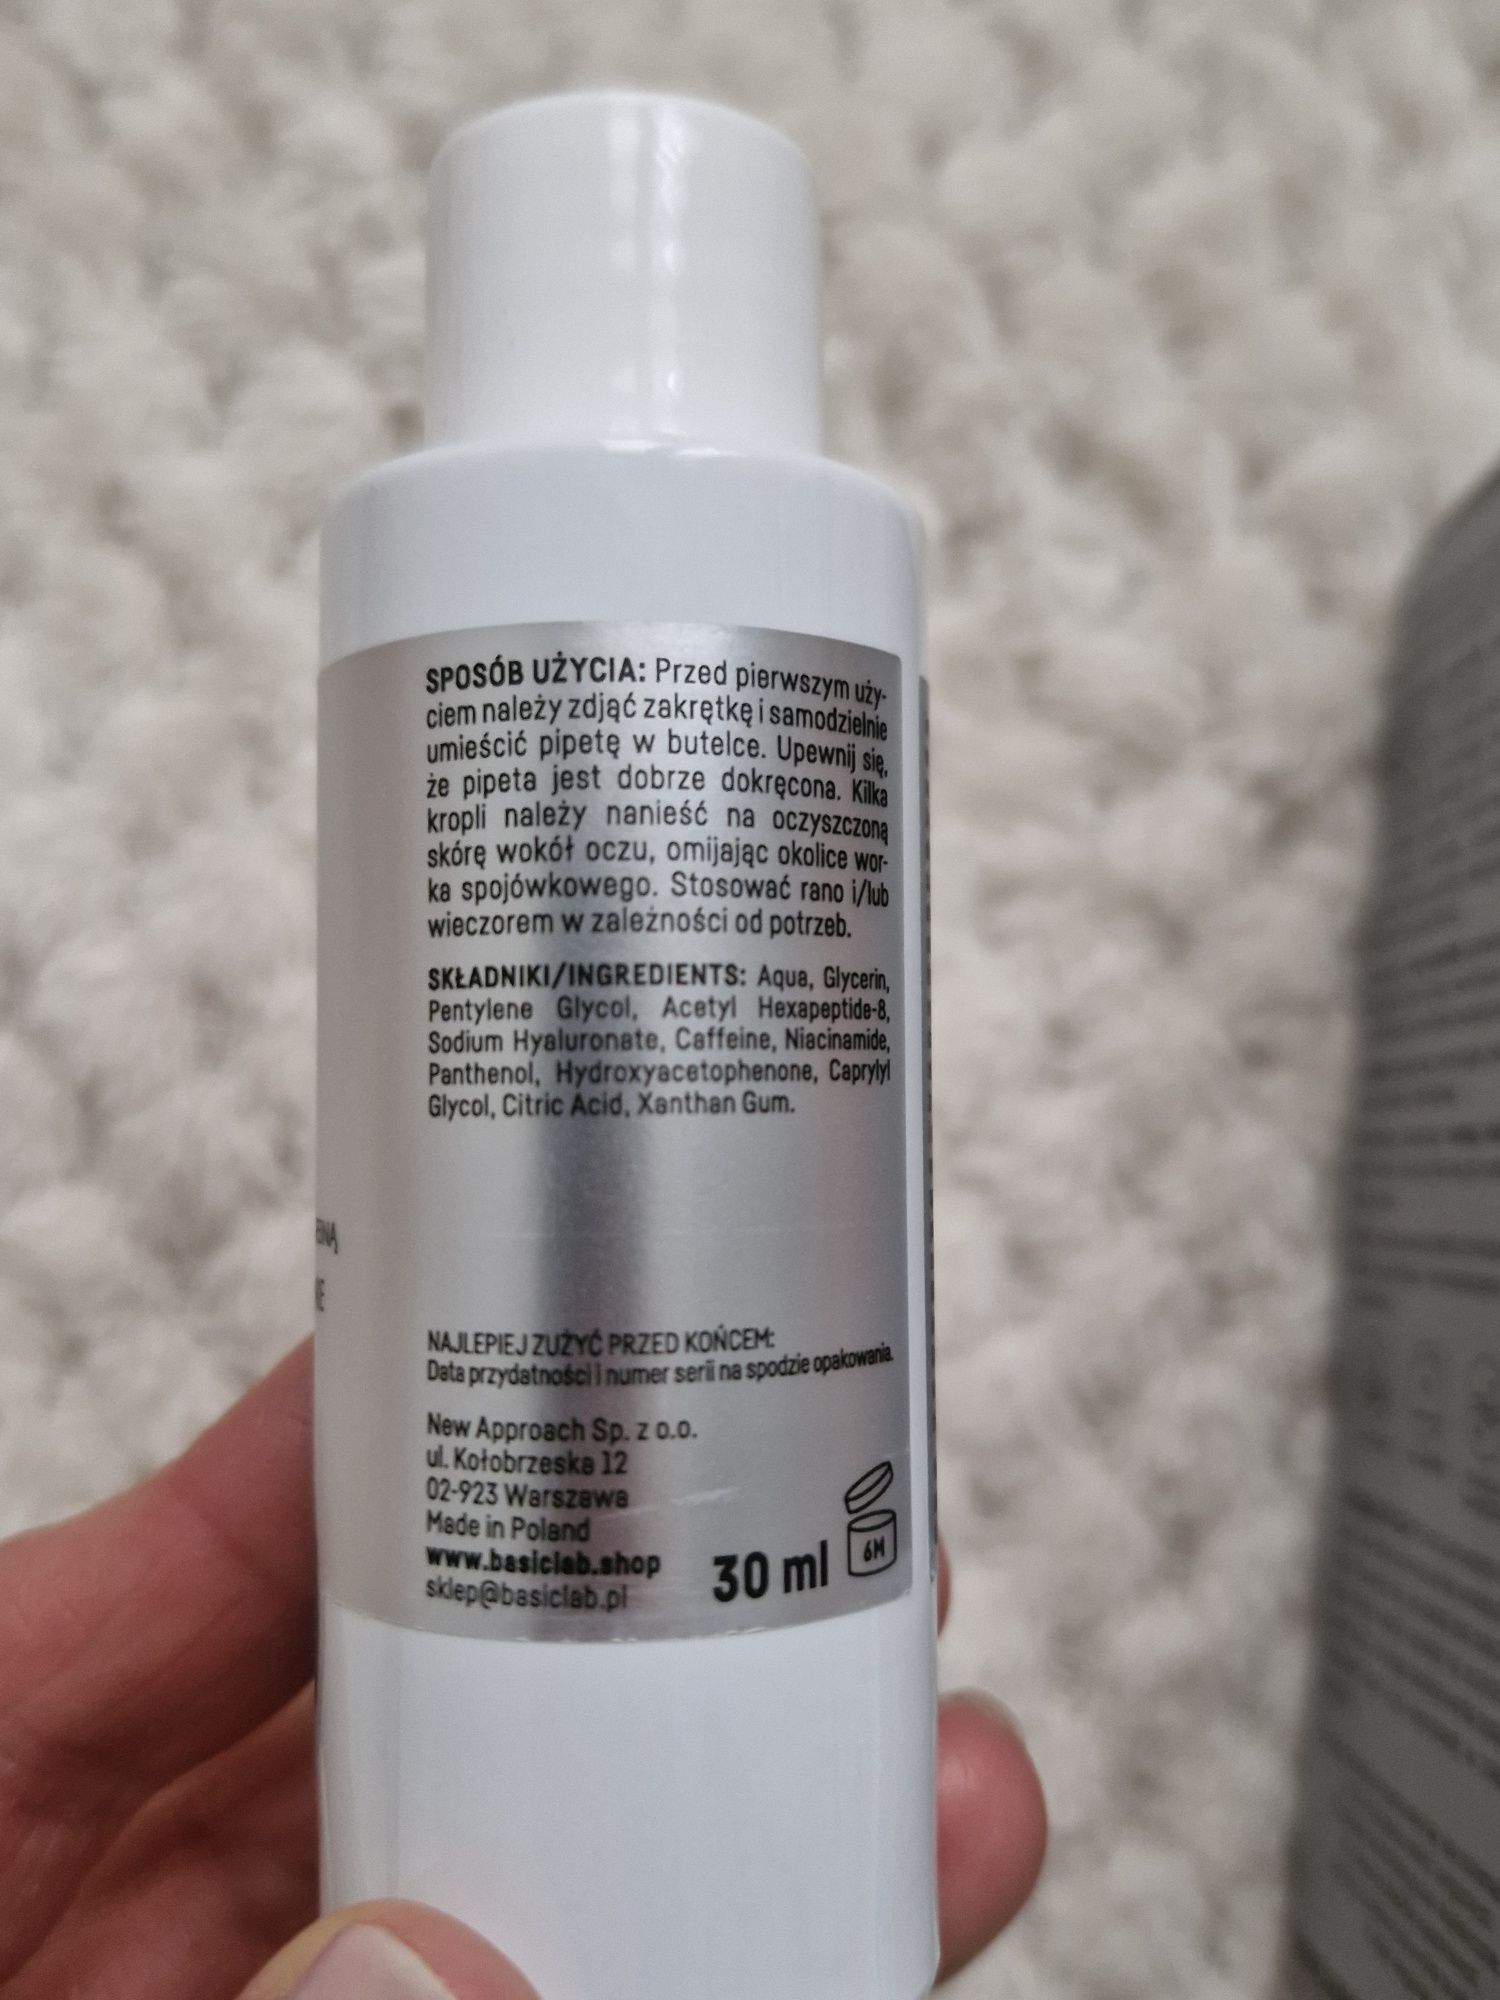 SPOSÓB UŻYCIA: Przed pierwszym uży-
ciem należy zdjąć zakrętkę i samodzielnie
umieścić pipetę w butelce. Upewnij się,
że pipeta jest dobrze dokręcona. Kilka
kropli należy nanieść na oczyszczoną
skórę wokół oczu, omijając okolice wor-
ka spojówkowego. Stosować rano i/lub
wieczorem w zależności od potrzeb.
SKŁADNIKI/INGREDIENTS: Aqua, Glycerin,
Pentylene Glycol, Acetyl Hexapeptide-8,
Sodium Hyaluronate, Caffeine, Niacinamide,
Panthenol, Hydroxyacetophenone, Caprylyl
Glycol, Citric Acid, Xanthan Gum.
NAJLEPIEJ ZUŻYĆ PRZED KOŃCEM:
Data przydatności i numer serii na spodzie opakowania.
New Approach Sp. z o.o.
ul. Kołobrzeska 12
02-923 Warszawa
Made in Poland
www.basiclab.shop
sklep@basiclab.pl
30 ml
6M